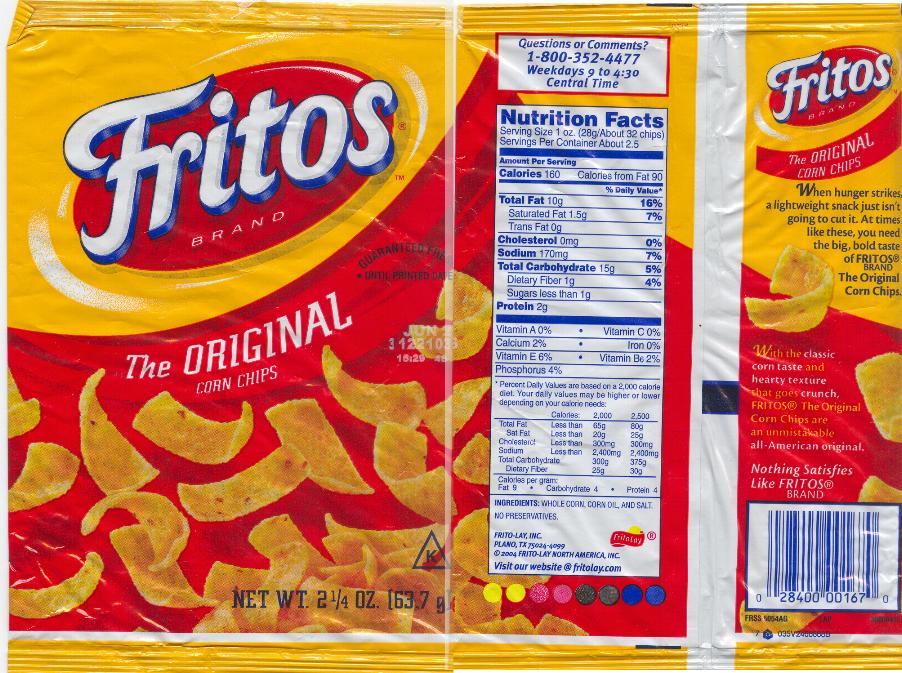 Fritos®
BRAND
™
GUARANTEED FRE
• UNTIL PRINTED DATE
JUN
3 1221103
15:29
The ORIGINAL
CORN CHIPS
K
NET WT. 2 1/4 OZ. (63.7 g
Questions or Comments?
1-800-352-4477
Weekdays 9 to 4:30
Central Time
Nutrition Facts
Serving Size 1 oz. (28g/About 32 chips)
Servings Per Container About 2.5
Amount Per Serving
Calories 160 Calories from Fat 90
% Daily Value*
Total Fat 10g 16%
Saturated Fat 1.5g 7%
Trans Fat 0g
Cholesterol 0mg 0%
Sodium 170mg 7%
Total Carbohydrate 15g 5%
Dietary Fiber 1g 4%
Sugars less than 1g
Protein 2g
Vitamin A 0% • Vitamin C 0%
Calcium 2% • Iron 0%
Vitamin E 6% • Vitamin B6 2%
Phosphorus 4%
* Percent Daily Values are based on a 2,000 calorie
diet. Your daily values may be higher or lower
depending on your calorie needs:
Calories: 2,000 2,500
Total Fat Less than 65g 80g
Sat Fat Less than 20g 25g
Cholesterol Less than 300mg 300mg
Sodium Less than 2,400mg 2,400mg
Total Carbohydrate 300g 375g
Dietary Fiber 25g 30g
Calories per gram:
Fat 9 • Carbohydrate 4 • Protein 4
INGREDIENTS: WHOLE CORN, CORN OIL, AND SALT.
NO PRESERVATIVES.
FRITO-LAY, INC.
PLANO, TX 75024-4099
© 2004 FRITO-LAY NORTH AMERICA, INC.
Visit our website @ fritolay.com
FritoLay ®
Fritos
BRAND
The ORIGINAL
CORN CHIPS
When hunger strikes,
a lightweight snack just isn't
going to cut it. At times
like these, you need
the big, bold taste
of FRITOS®
BRAND
The Original
Corn Chips.
With the classic
corn taste and
hearty texture
that goes crunch,
FRITOS® The Original
Corn Chips are
an unmistakable
all-American original.
Nothing Satisfies
Like FRITOS®
BRAND
0 28400 00167 0